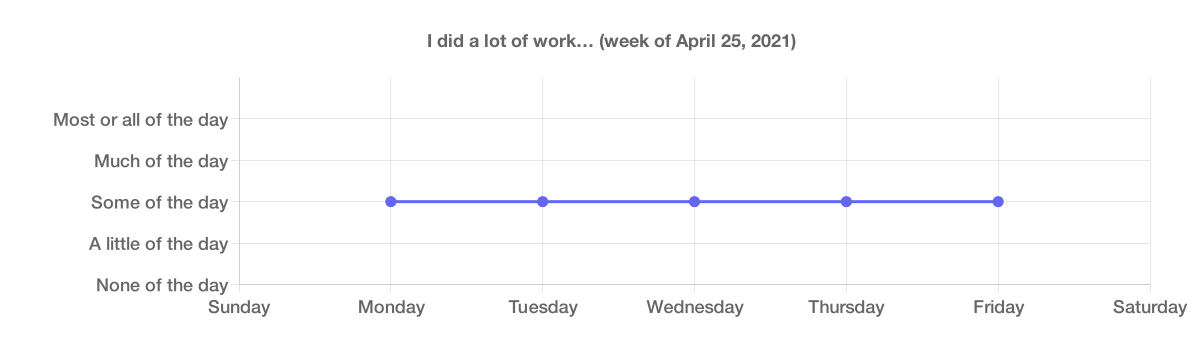 I did a lot of work… (week of April 25, 2021)
Most or all of the day
Much of the day
Some of the day
A little of the day
None of the day
Sunday Monday Tuesday Wednesday Thursday Friday Saturday